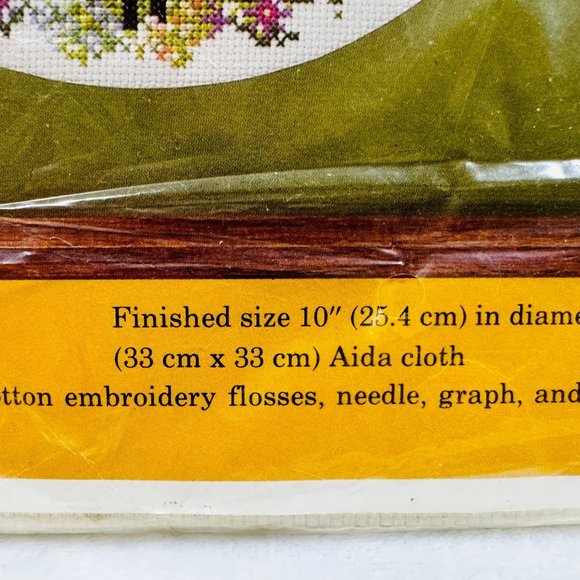 Finished size 10" (25.4 cm) in diame
(33 cm x 33 cm) Aida cloth
tton embroidery flosses, needle, graph, and